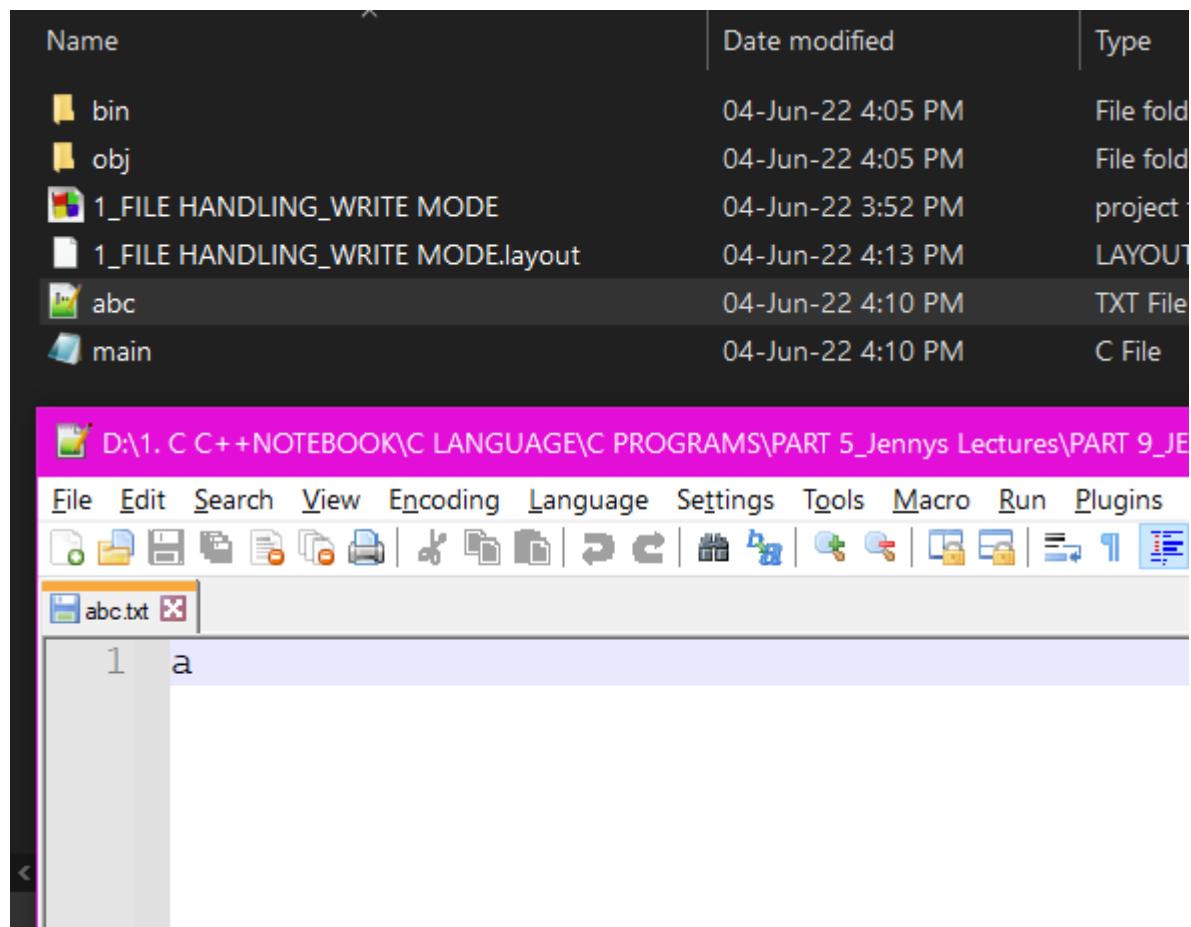 Name Date modified Type
bin 04-Jun-22 4:05 PM File fold
obj 04-Jun-22 4:05 PM File fold
1_FILE HANDLING_WRITE MODE 04-Jun-22 3:52 PM project
1_FILE HANDLING_WRITE MODE.layout 04-Jun-22 4:13 PM LAYOUT
abc 04-Jun-22 4:10 PM TXT File
main 04-Jun-22 4:10 PM C File
D:\1. C C++NOTEBOOK\C LANGUAGE\C PROGRAMS\PART 5_Jennys Lectures\PART 9_JE
File Edit Search View Encoding Language Settings Tools Macro Run Plugins
abc.txt
1 a